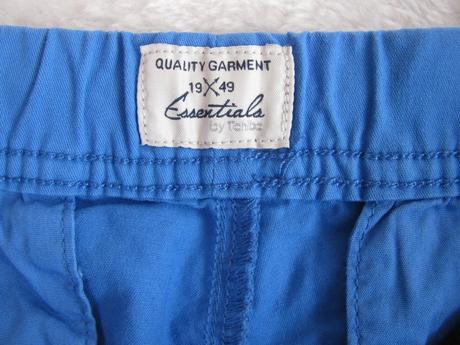 QUALITY GARMENT
19 49
Essentials
by Tchibo